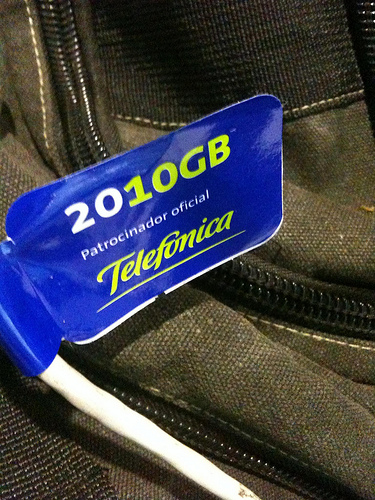 2010GB
Patrocinador oficial
Telefónica